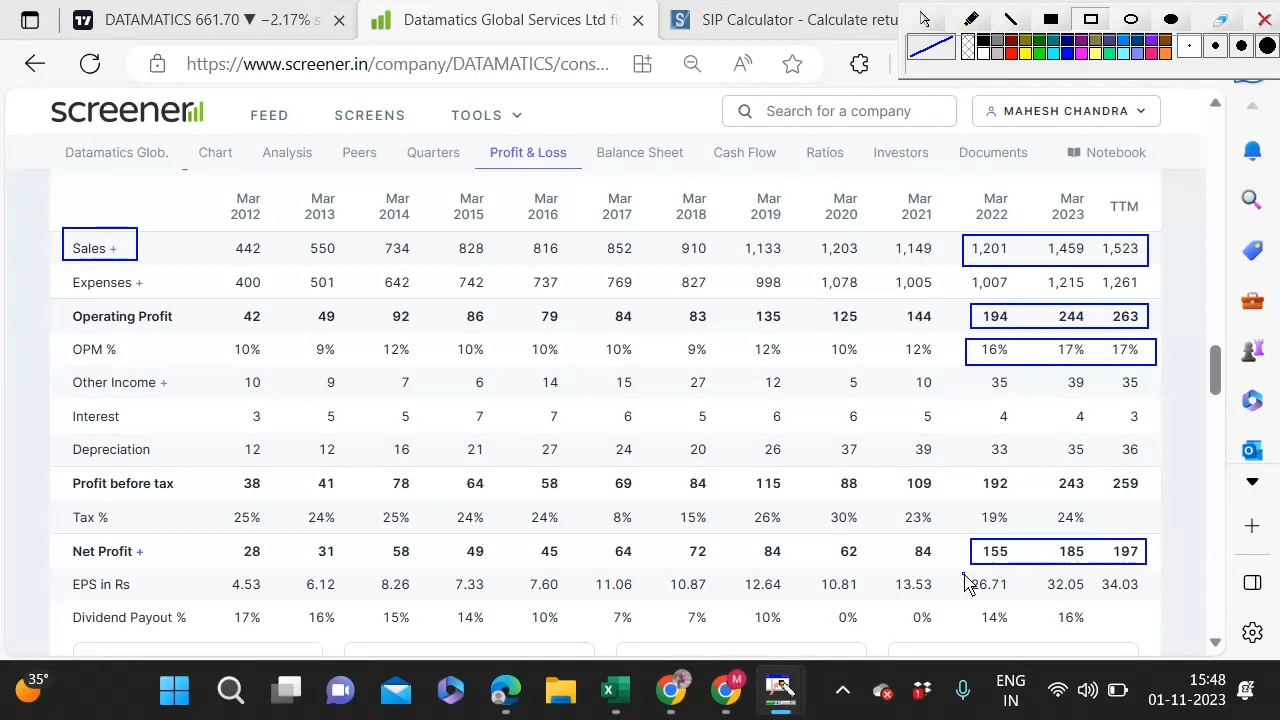 DATAMATICS 661.70 ▼ −2.17%
Datamatics Global Services Ltd fi
SIP Calculator - Calculate retu
https://www.screener.in/company/DATAMATICS/cons...
screener
FEED
SCREENS
TOOLS
Search for a company
MAHESH CHANDRA
Datamatics Glob. Chart Analysis Peers Quarters Profit & Loss Balance Sheet Cash Flow Ratios Investors Documents Notebook
Mar 2012 Mar 2013 Mar 2014 Mar 2015 Mar 2016 Mar 2017 Mar 2018 Mar 2019 Mar 2020 Mar 2021 Mar 2022 Mar 2023 TTM
Sales + 442 550 734 828 816 852 910 1,133 1,203 1,149 1,201 1,459 1,523
Expenses + 400 501 642 742 737 769 827 998 1,078 1,005 1,007 1,215 1,261
Operating Profit 42 49 92 86 79 84 83 135 125 144 194 244 263
OPM % 10% 9% 12% 10% 10% 10% 9% 12% 10% 12% 16% 17% 17%
Other Income + 10 9 7 6 14 15 27 12 5 10 35 39 35
Interest 3 5 5 7 7 6 5 6 6 5 4 4 3
Depreciation 12 12 16 21 27 24 20 26 37 39 33 35 36
Profit before tax 38 41 78 64 58 69 84 115 88 109 192 243 259
Tax % 25% 24% 25% 24% 24% 8% 15% 26% 30% 23% 19% 24%
Net Profit + 28 31 58 49 45 64 72 84 62 84 155 185 197
EPS in Rs 4.53 6.12 8.26 7.33 7.60 11.06 10.87 12.64 10.81 13.53 26.71 32.05 34.03
Dividend Payout % 17% 16% 15% 14% 10% 7% 7% 10% 0% 0% 14% 16%
35°
ENG
IN
15:48
01-11-2023